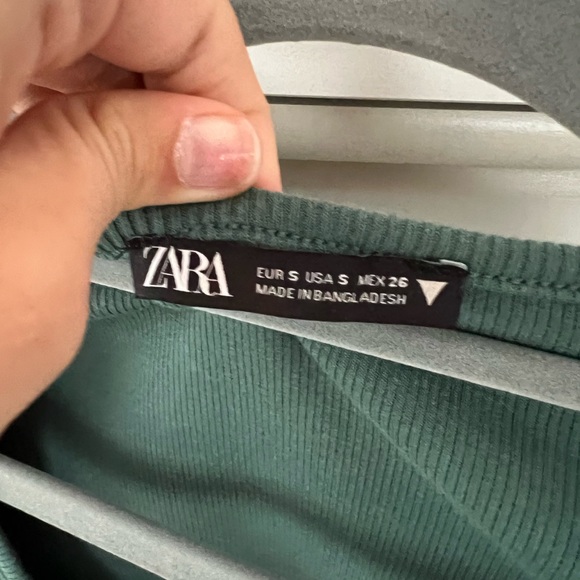 ZARA
EUR S USA S MEX 26
MADE IN BANGLADESH